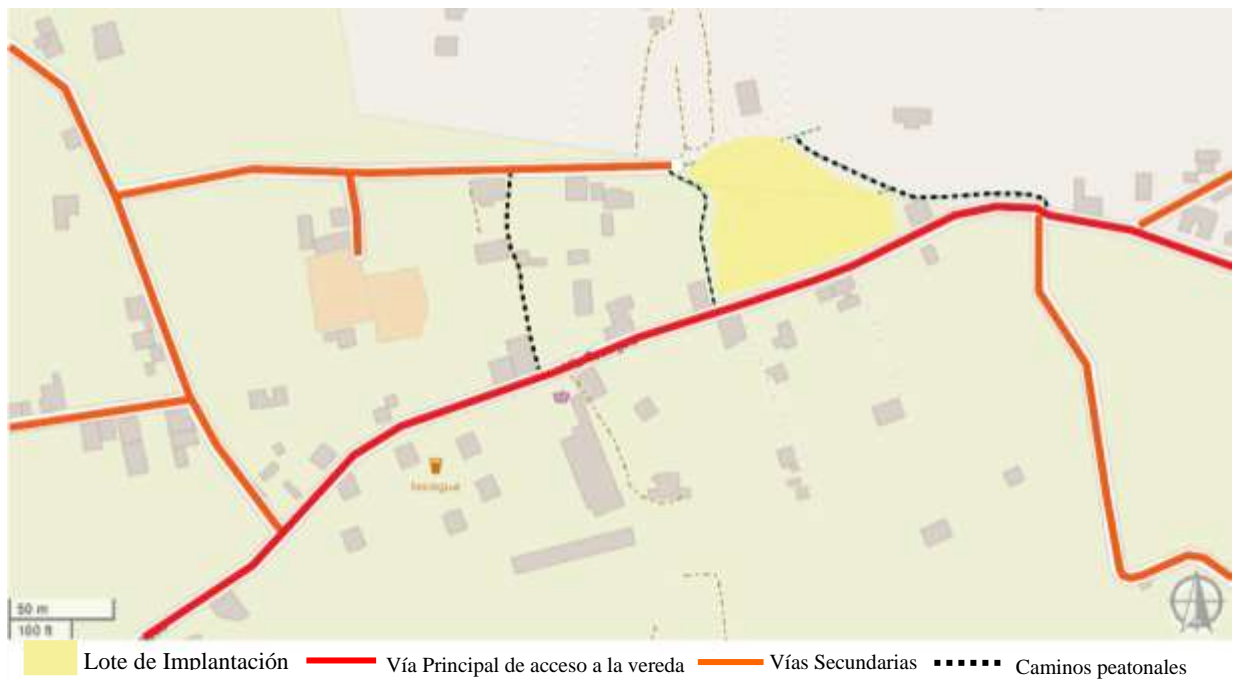 50 m
100 ft
Lote de Implantación
Vía Principal de acceso a la vereda
Vías Secundarias
Caminos peatonales